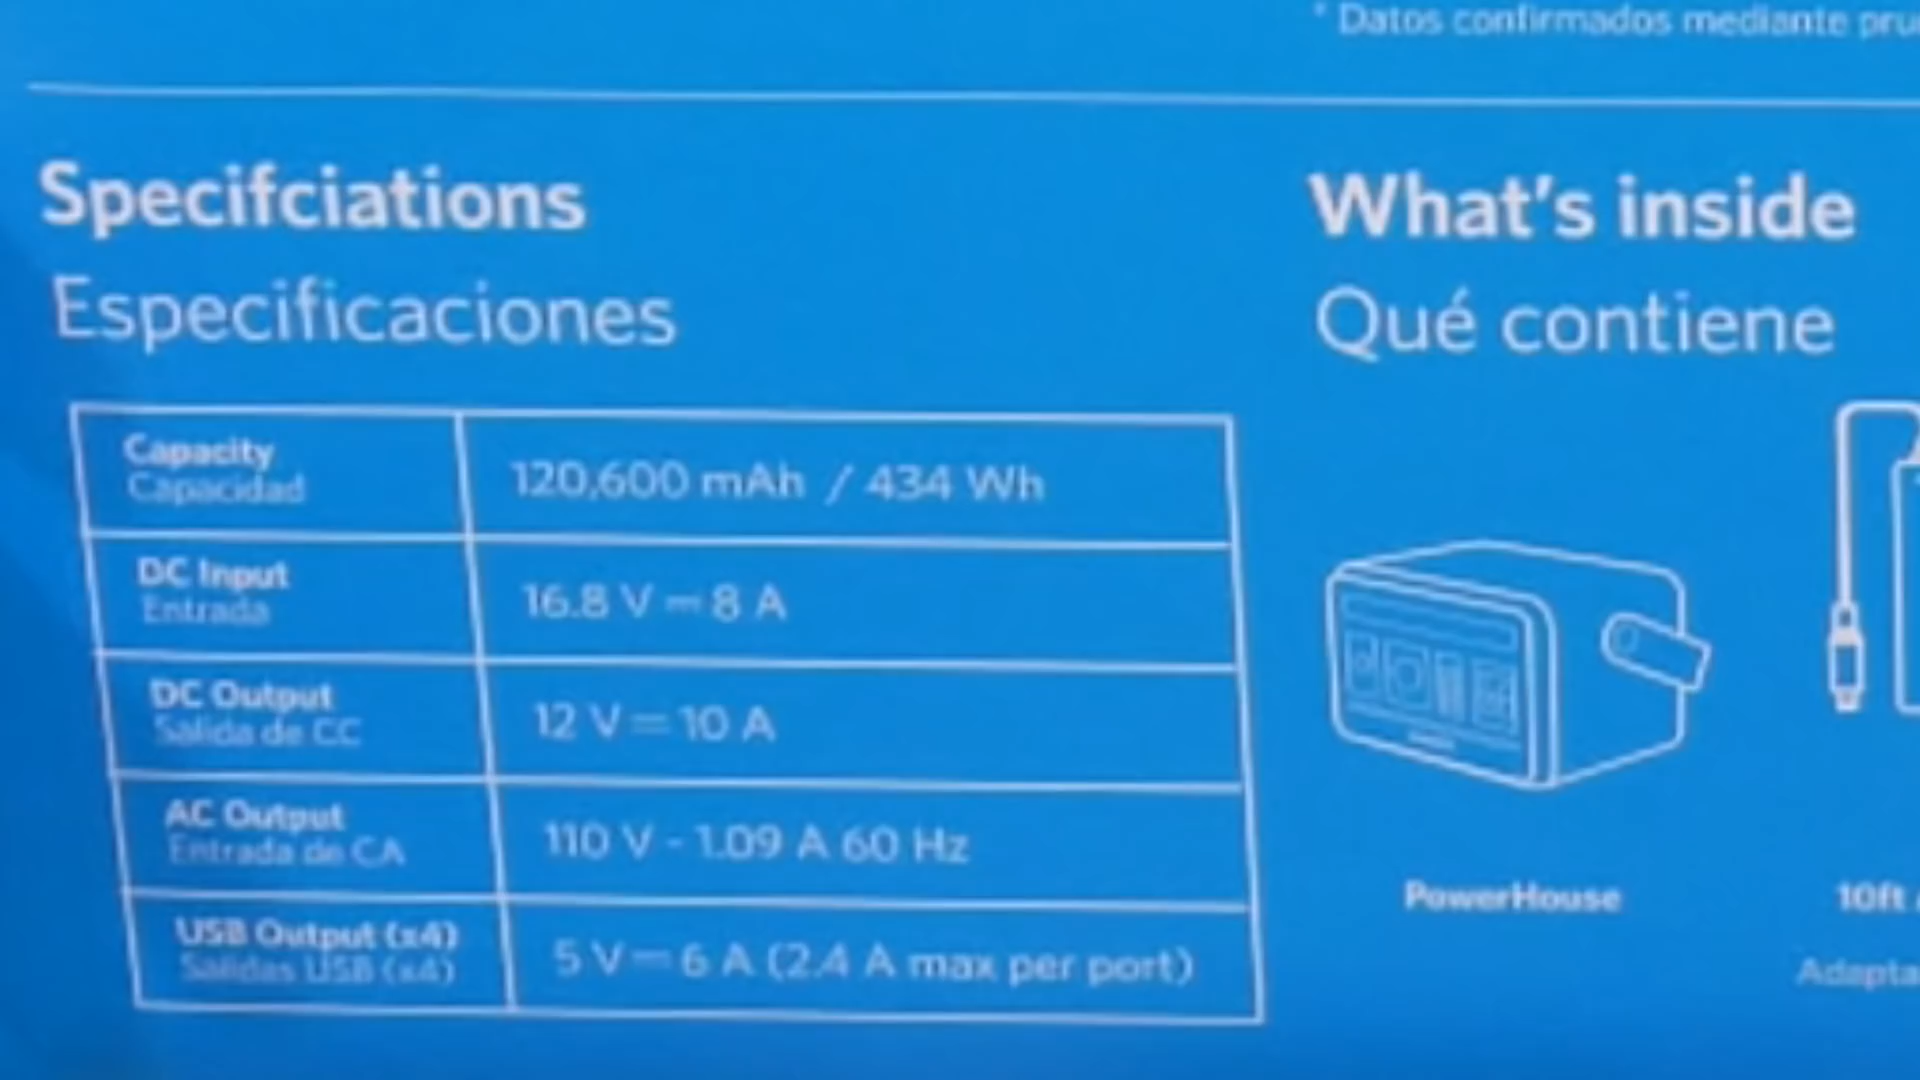 * Datos confirmados mediante
Specifciations
Especificaciones
Capacity
Capacidad
120,600 mAh / 434 Wh
DC Input
Entrada
16.8 V ⎓ 8 A
DC Output
Salida de CC
12 V ⎓ 10 A
AC Output
Entrada de CA
110 V - 1.09 A 60 Hz
USB Output (x4)
Salidas USB (x4)
5 V ⎓ 6 A (2.4 A max per port)
What's inside
Qué contiene
PowerHouse
10ft